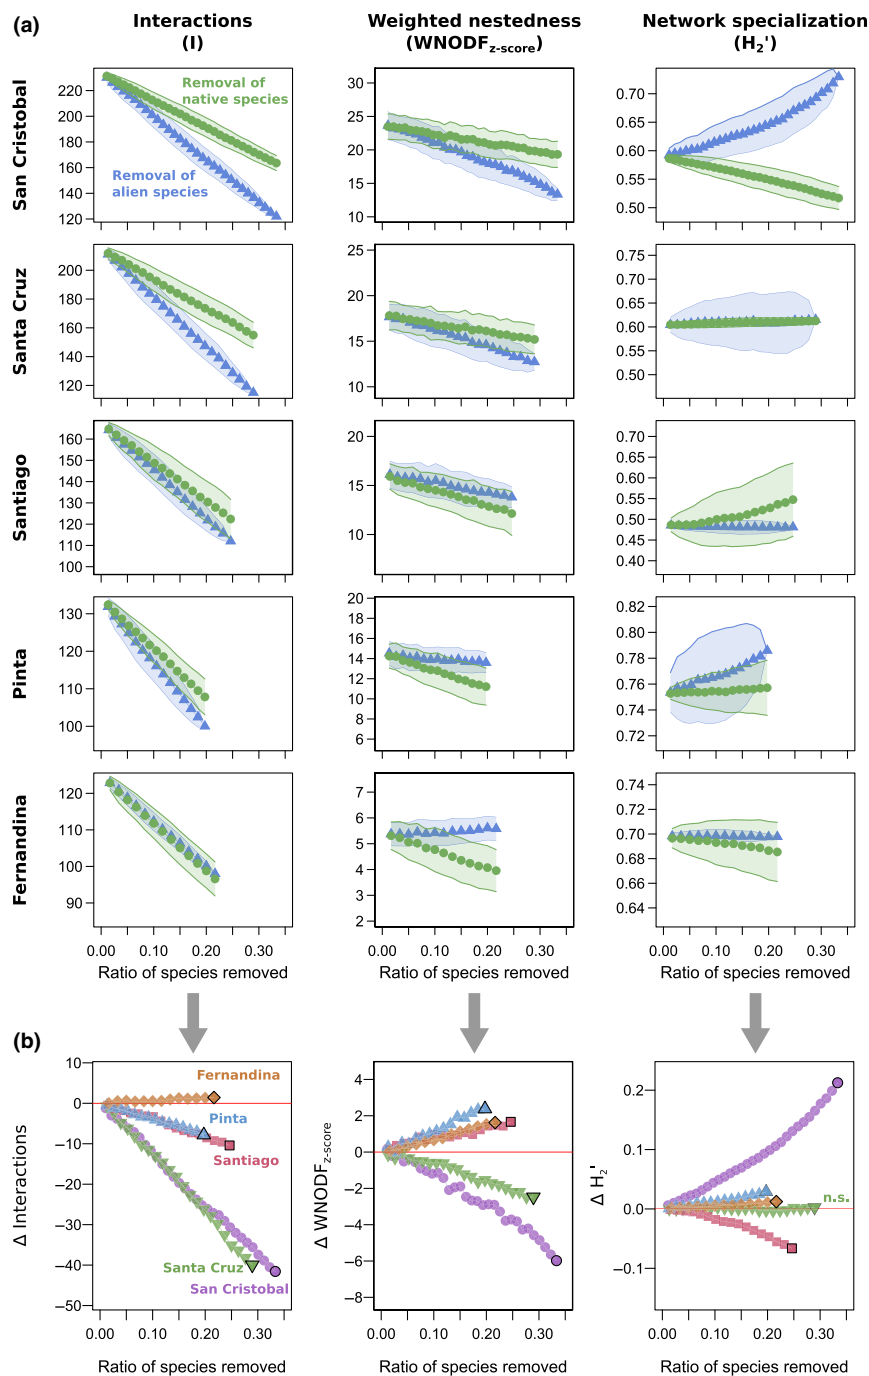 (a)
Interactions
(I)
Weighted nestedness
(WNODFz-score)
Network specialization
(H2')
San Cristobal
220
200
180
160
140
120
Removal of
native species
Removal of
alien species
30
25
20
15
10
0.70
0.65
0.60
0.55
0.50
Santa Cruz
200
180
160
140
120
25
20
15
10
0.75
0.70
0.65
0.60
0.55
0.50
Santiago
160
150
140
130
120
110
100
20
15
10
0.70
0.65
0.60
0.55
0.50
0.45
0.40
Pinta
130
120
110
100
20
18
16
14
12
10
8
6
0.82
0.80
0.78
0.76
0.74
0.72
Fernandina
120
110
100
90
7
6
5
4
3
2
0.74
0.72
0.70
0.68
0.66
0.64
0.00 0.10 0.20 0.30
Ratio of species removed
0.00 0.10 0.20 0.30
Ratio of species removed
0.00 0.10 0.20 0.30
Ratio of species removed
(b)
Δ Interactions
10
0
−10
−20
−30
−40
−50
Fernandina
Pinta
Santiago
Santa Cruz
San Cristobal
0.00 0.10 0.20 0.30
Ratio of species removed
Δ WNODFz-score
4
2
0
−2
−4
−6
−8
0.00 0.10 0.20 0.30
Ratio of species removed
Δ H2'
0.2
0.1
0.0
−0.1
n.s.
0.00 0.10 0.20 0.30
Ratio of species removed